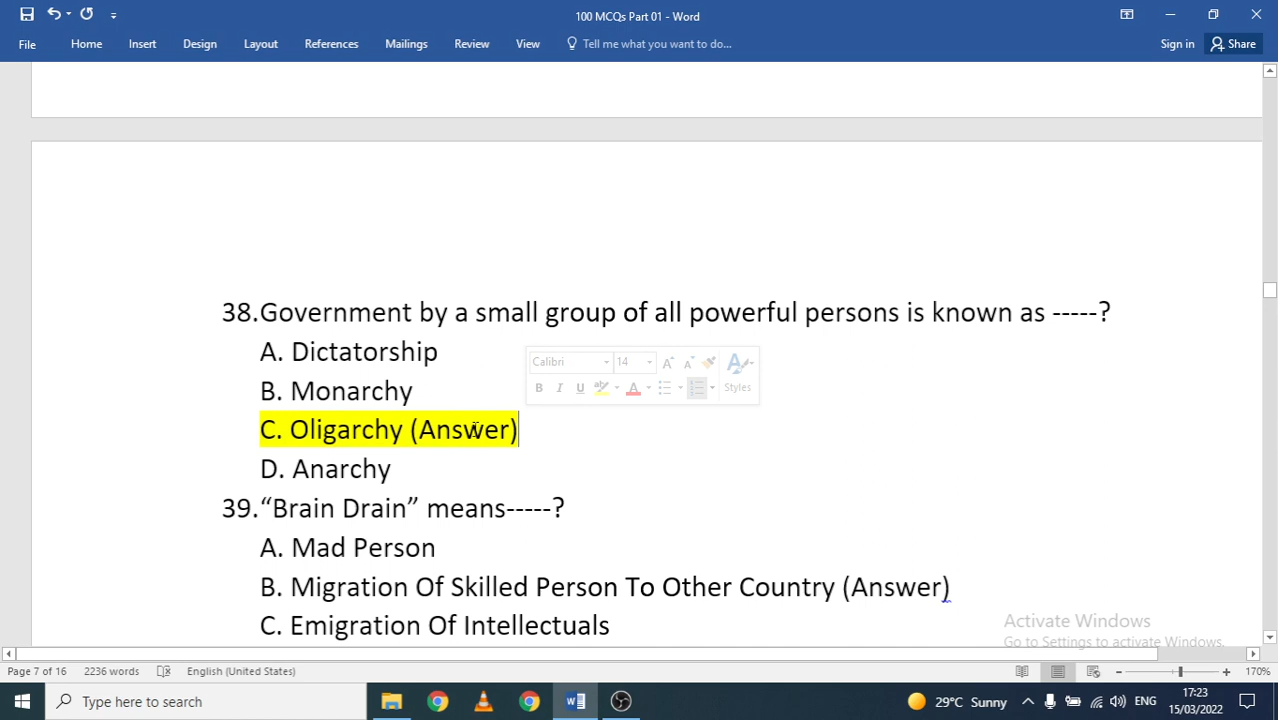 100 MCQs Part 01 - Word
File Home Insert Design Layout References Mailings Review View Tell me what you want to do... Sign in Share
38.Government by a small group of all powerful persons is known as -----?
A. Dictatorship
Calibri 14 Styles
B. Monarchy
C. Oligarchy (Answer)
D. Anarchy
39.“Brain Drain” means-----?
A. Mad Person
B. Migration Of Skilled Person To Other Country (Answer)
C. Emigration Of Intellectuals
Activate Windows
Go to Settings to activate Windows.
Page 7 of 16 2236 words English (United States) 170%
Type here to search 29°C Sunny ENG 17:23
15/03/2022